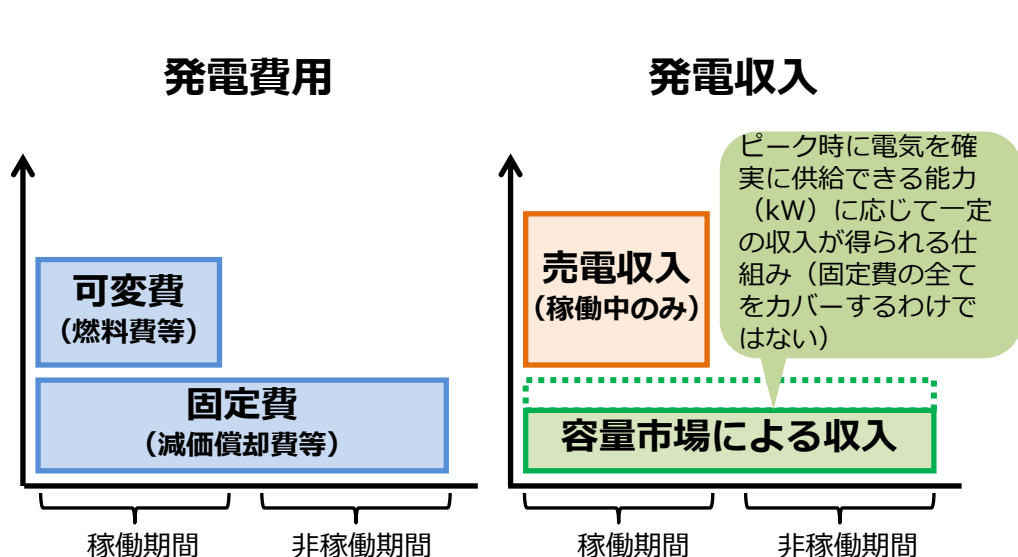 発電費用
発電収入
可変費
（燃料費等）
固定費
（減価償却費等）
稼働期間
非稼働期間
ピーク時に電気を確
実に供給できる能力
（kW）に応じて一定
の収入が得られる仕
組み（固定費の全て
をカバーするわけで
はない）
売電収入
（稼働中のみ）
容量市場による収入
稼働期間
非稼働期間